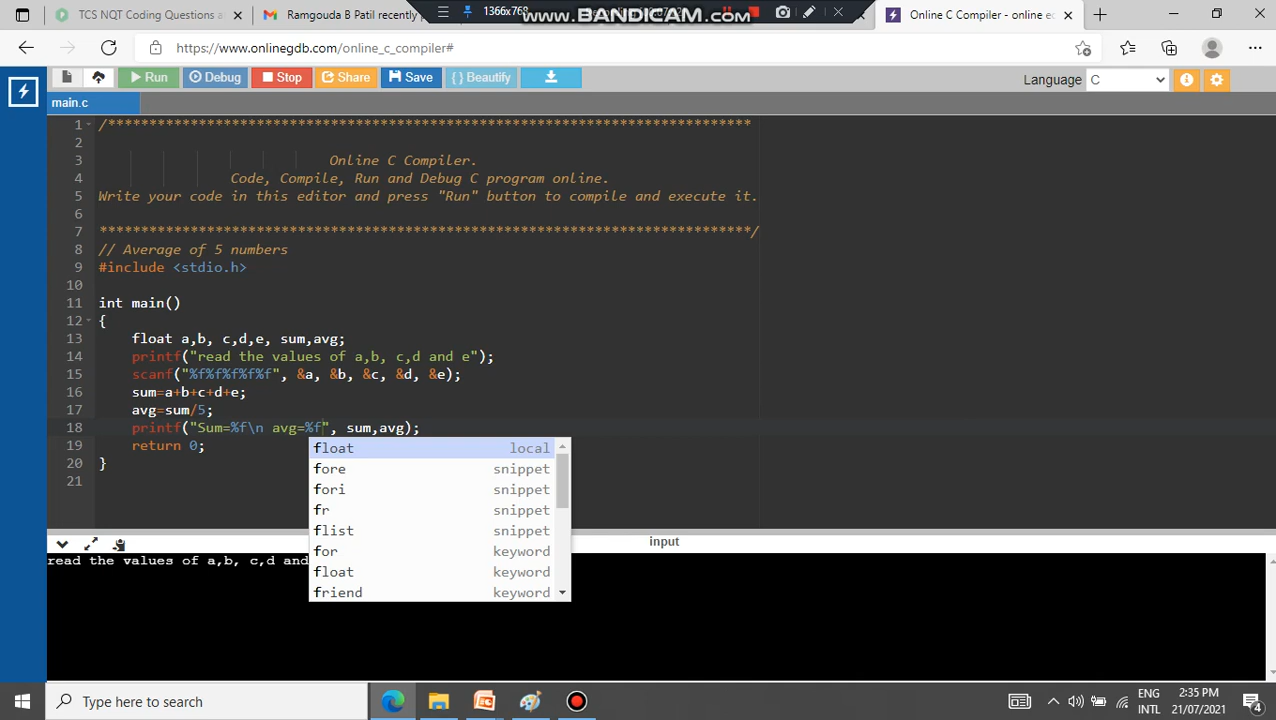 TCS NQT Coding Questions a
Ramgouda B Patil recently
1366x768
www.BANDICAM.com
Online C Compiler - online ed
https://www.onlinegdb.com/online_c_compiler#
Run
Debug
Stop
Share
Save
{ } Beautify
Language
C
main.c
1 /******************************************************************************
2
3 Online C Compiler.
4 Code, Compile, Run and Debug C program online.
5 Write your code in this editor and press "Run" button to compile and execute it.
6
7 *******************************************************************************/
8 // Average of 5 numbers
9 #include <stdio.h>
10
11 int main()
12 {
13 float a,b, c,d,e, sum,avg;
14 printf("read the values of a,b, c,d and e");
15 scanf("%f%f%f%f%f", &a, &b, &c, &d, &e);
16 sum=a+b+c+d+e;
17 avg=sum/5;
18 printf("Sum=%f\n avg=%f", sum,avg);
19 return 0;
20 }
21
float local
fore snippet
fori snippet
fr snippet
flist snippet
for keyword
float keyword
friend keyword
input
read the values of a,b, c,d and
Type here to search
ENG
INTL
2:35 PM
21/07/2021
4